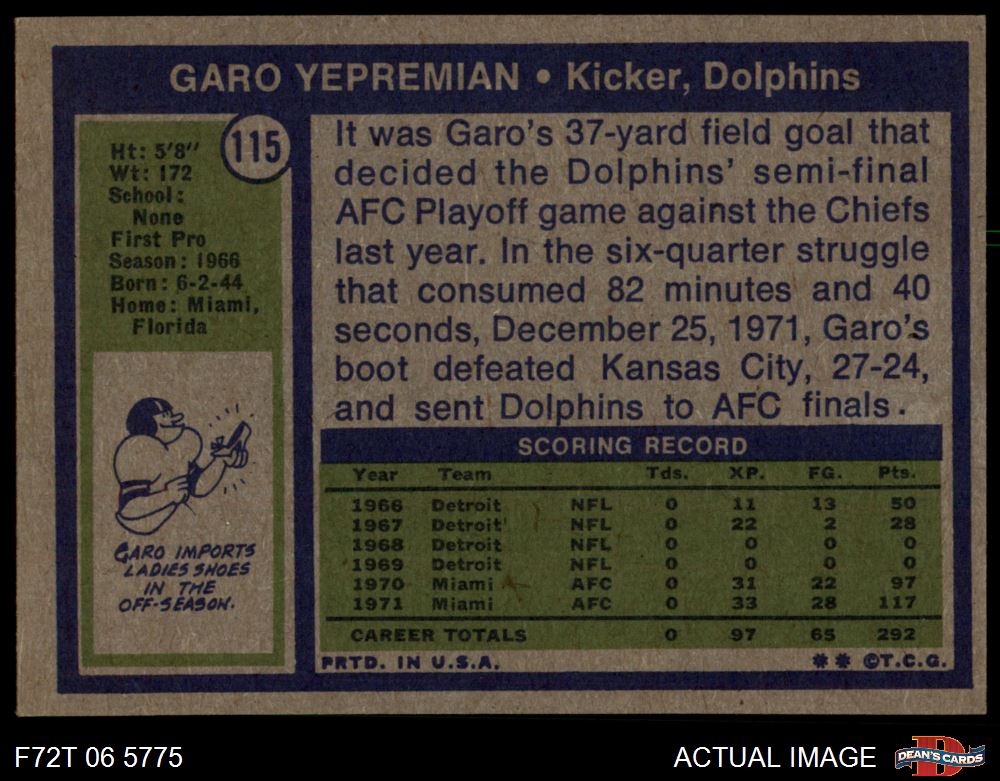 GARO YEPREMIAN • Kicker, Dolphins
115
Ht: 5'8"
Wt: 172
School:
None
First Pro
Season: 1966
Born: 6-2-44
Home: Miami,
Florida
GARO IMPORTS
LADIES SHOES
IN THE
OFF-SEASON.
It was Garo's 37-yard field goal that
decided the Dolphins' semi-final
AFC Playoff game against the Chiefs
last year. In the six-quarter struggle
that consumed 82 minutes and 40
seconds, December 25, 1971, Garo's
boot defeated Kansas City, 27-24,
and sent Dolphins to AFC finals.
SCORING RECORD
Year Team Tds. XP. FG. Pts.
1966 Detroit NFL 0 11 13 50
1967 Detroit NFL 0 22 2 28
1968 Detroit NFL 0 0 0 0
1969 Detroit NFL 0 0 0 0
1970 Miami AFC 0 31 22 97
1971 Miami AFC 0 33 28 117
CAREER TOTALS 0 97 65 292
PRTD. IN U.S.A. ** ©T.C.G.
F72T 06 5775
ACTUAL IMAGE
D
DEAN'S CARDS